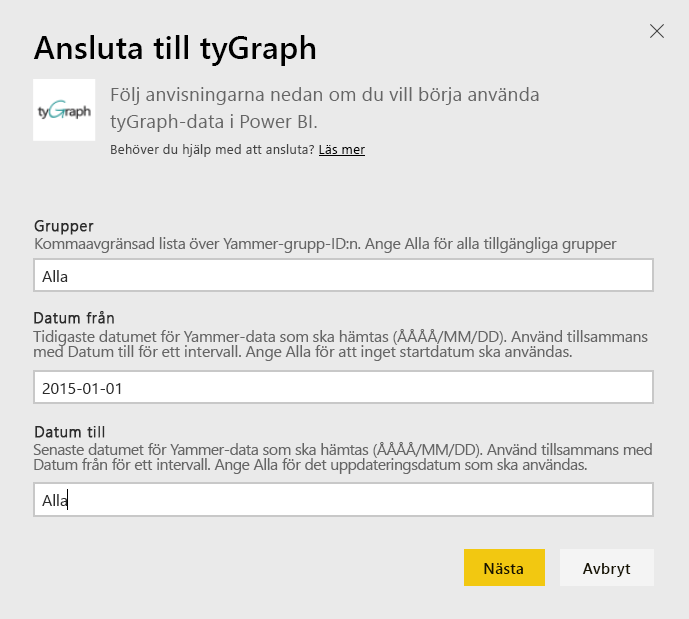 Ansluta till tyGraph
tyGraph
Följ anvisningarna nedan om du vill börja använda
tyGraph-data i Power BI.
Behöver du hjälp med att ansluta? Läs mer
Grupper
Kommaavgränsad lista över Yammer-grupp-ID:n. Ange Alla för alla tillgängliga grupper
Alla
Datum från
Tidigaste datumet för Yammer-data som ska hämtas (ÅÅÅÅ/MM/DD). Använd tillsammans
med Datum till för ett intervall. Ange Alla för att inget startdatum ska användas.
2015-01-01
Datum till
Senaste datumet för Yammer-data som ska hämtas (ÅÅÅÅ/MM/DD). Använd tillsammans med
Datum från för ett intervall. Ange Alla för det uppdateringsdatum som ska användas.
Alla
Nästa
Avbryt